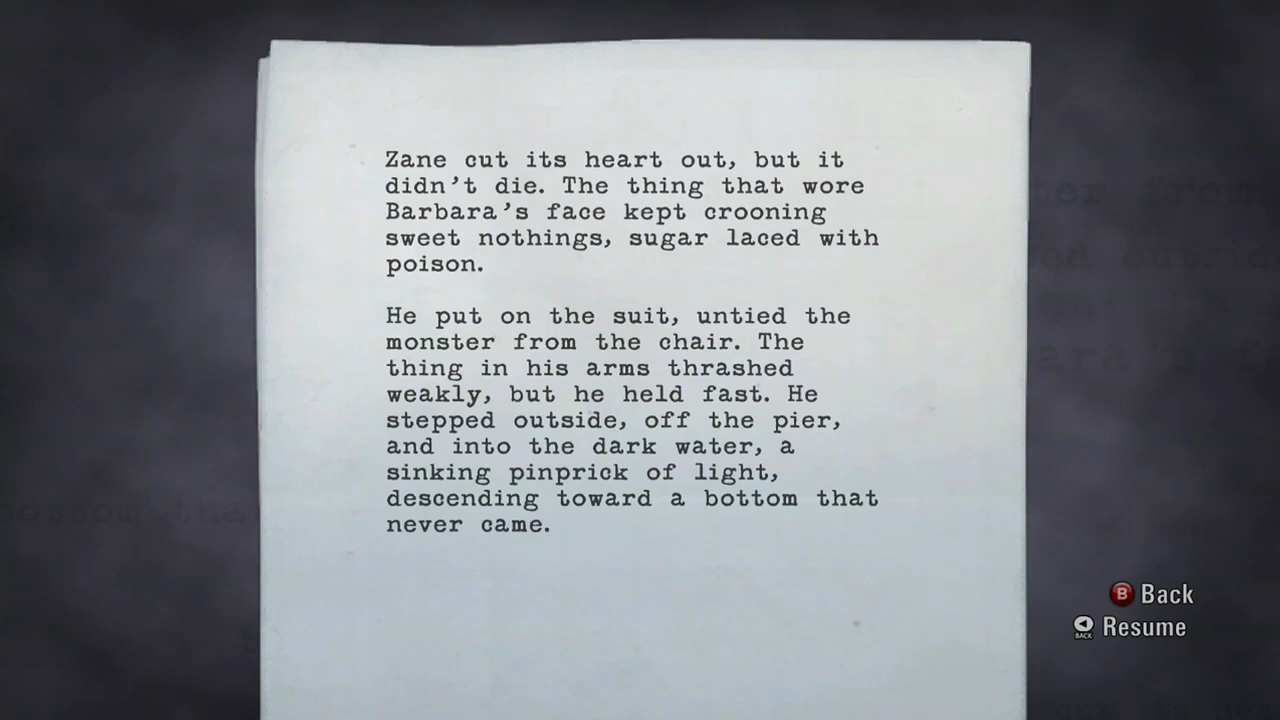 Zane cut its heart out, but it
didn't die. The thing that wore
Barbara's face kept crooning
sweet nothings, sugar laced with
poison.
He put on the suit, untied the
monster from the chair. The
thing in his arms thrashed
weakly, but he held fast. He
stepped outside, off the pier,
and into the dark water, a
sinking pinprick of light,
descending toward a bottom that
never came.
B Back
BACK Resume